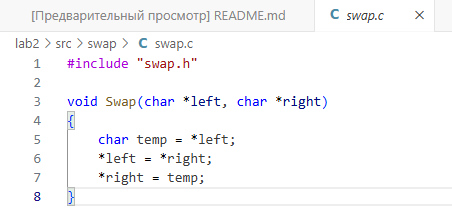 [Предварительный просмотр] README.md
swap.c
lab2 > src > swap > C swap.c
1 #include "swap.h"
2
3 void Swap(char *left, char *right)
4 {
5     char temp = *left;
6     *left = *right;
7     *right = temp;
8 }